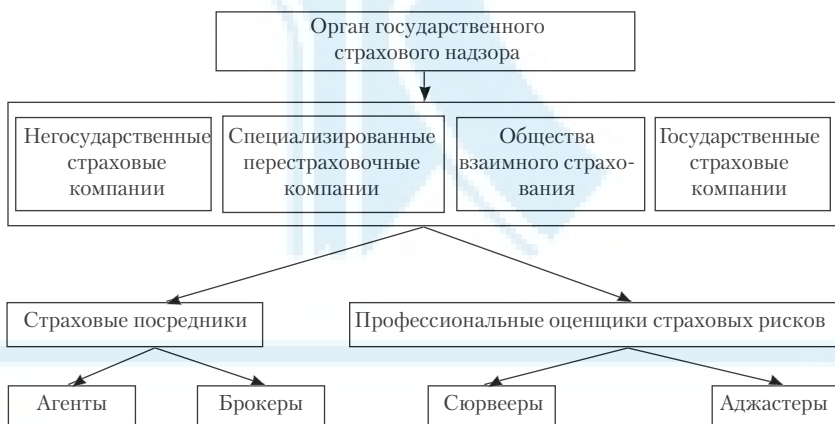 Орган государственного
страхового надзора
Негосударственные
страховые
компании
Специализированные
перестраховочные
компании
Общества
взаимного страхо-
вания
Государственные
страховые
компании
Страховые посредники
Профессиональные оценщики страховых рисков
Агенты
Брокеры
Сюрвееры
Аджастеры